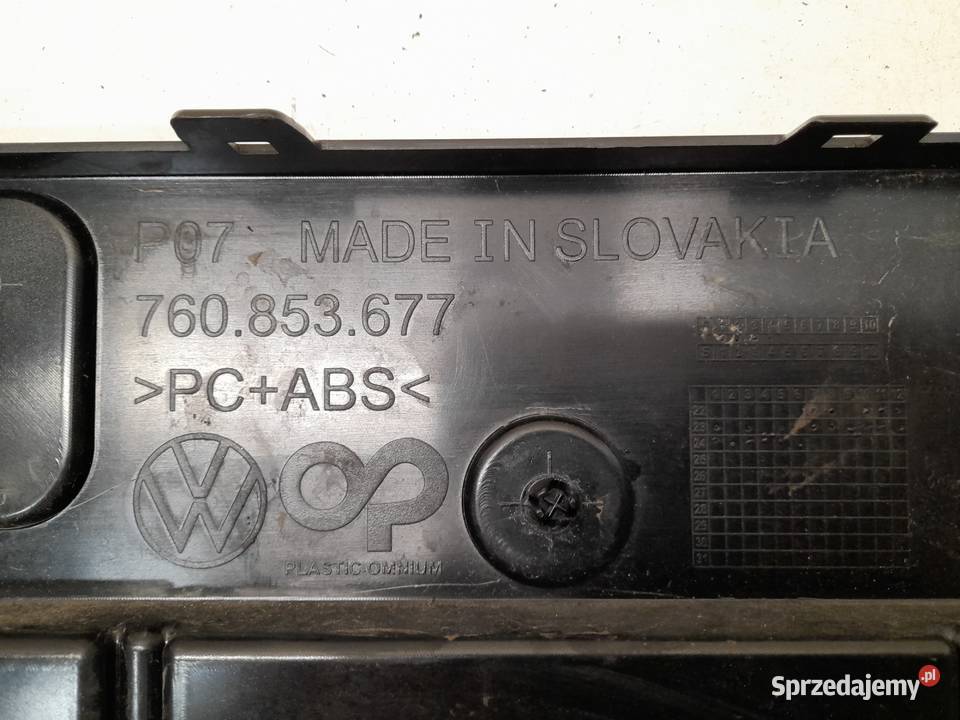 P07 MADE IN SLOVAKIA
760.853.677
>PC+ABS<
PLASTIC OMNIUM
Sprzedajemy.pl